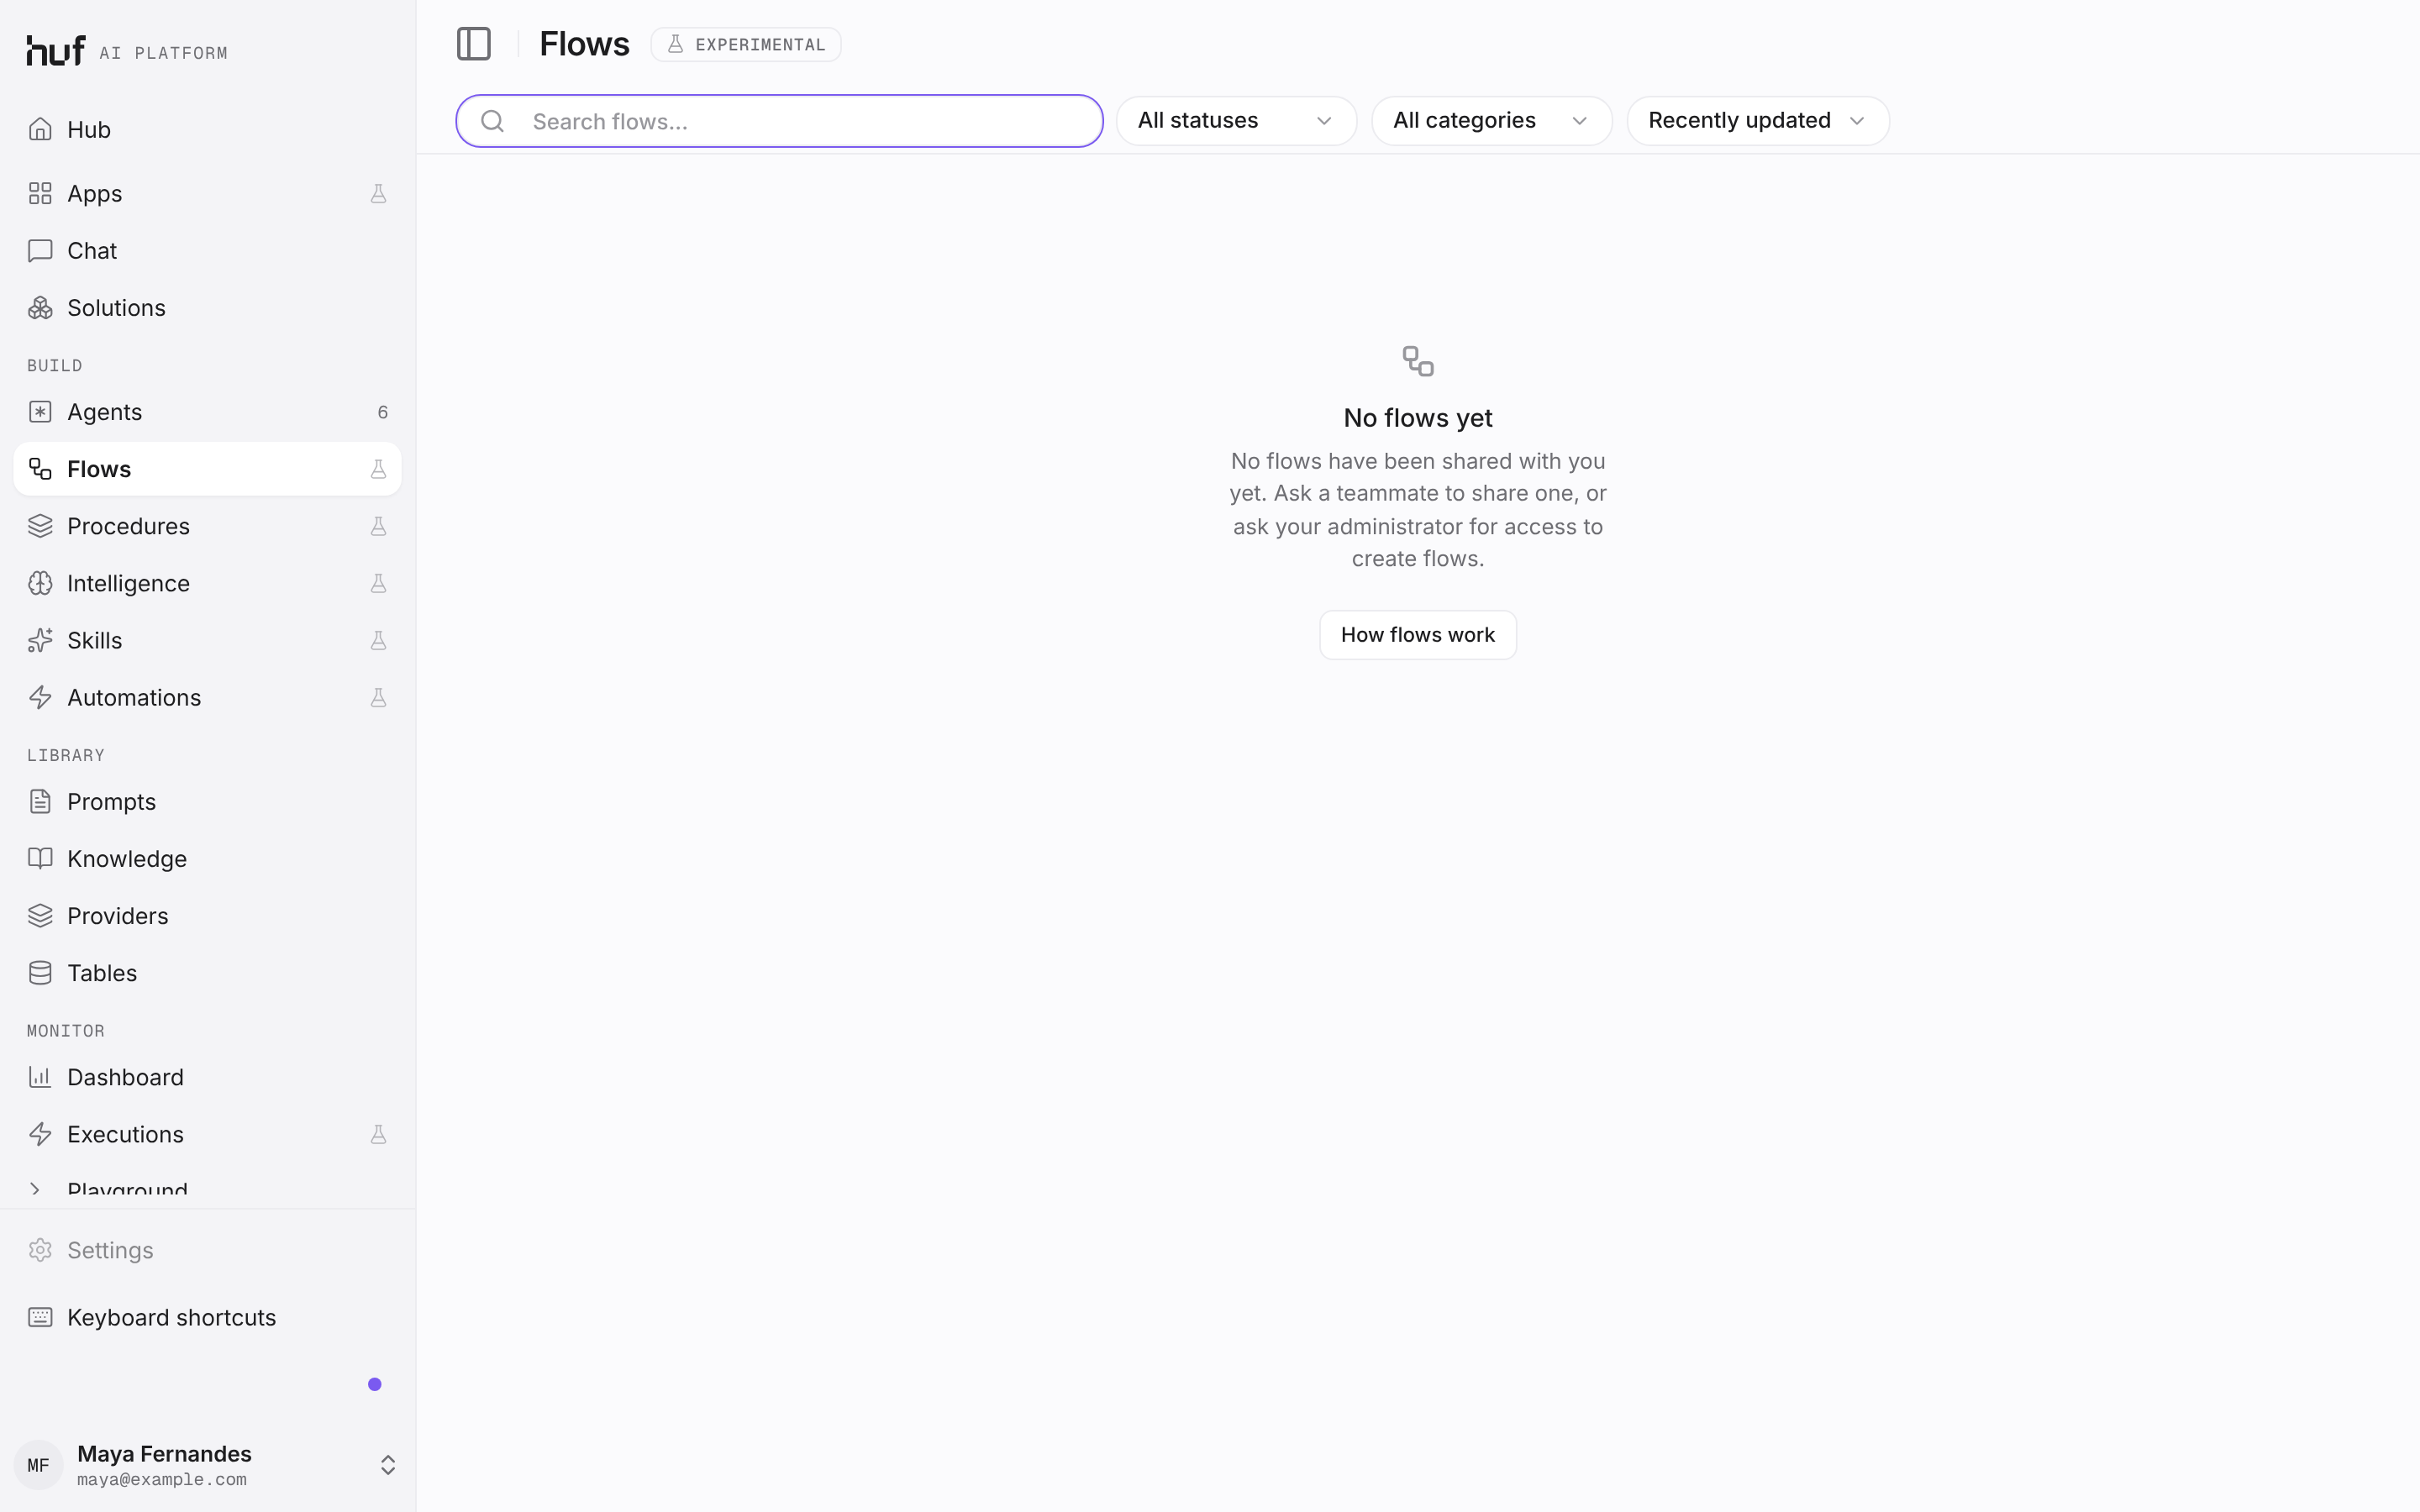 huf AI PLATFORM
Hub
Apps
Chat
Solutions
BUILD
Agents 6
Flows
Procedures
Intelligence
Skills
Automations
LIBRARY
Prompts
Knowledge
Providers
Tables
MONITOR
Dashboard
Executions
Playground
Settings
Keyboard shortcuts
MF
Maya Fernandes
maya@example.com
Flows EXPERIMENTAL
Search flows... All statuses All categories Recently updated
No flows yet
No flows have been shared with you
yet. Ask a teammate to share one, or
ask your administrator for access to
create flows.
How flows work